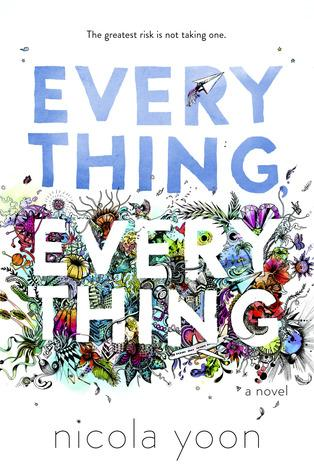 The greatest risk is not taking one.
EVERY
THING,
EVERY
THING
a novel
nicola yoon